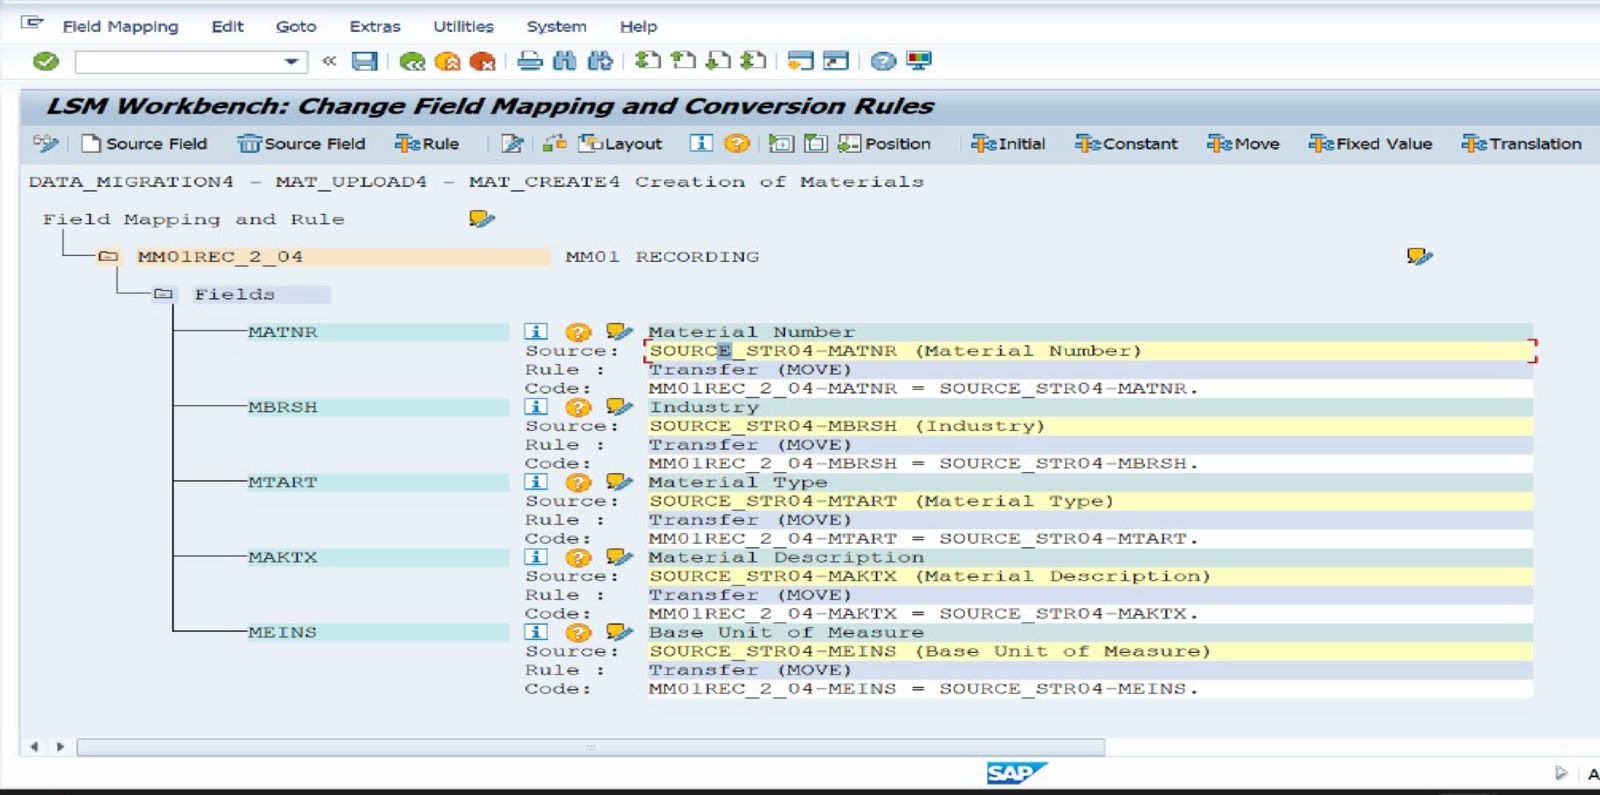 Field Mapping Edit Goto Extras Utilities System Help
LSM Workbench: Change Field Mapping and Conversion Rules
Source Field Source Field Rule Layout Position Initial Constant Move Fixed Value Translation
DATA_MIGRATION4 - MAT_UPLOAD4 - MAT_CREATE4 Creation of Materials
Field Mapping and Rule
MM01REC_2_04 MM01 RECORDING
Fields
MATNR Material Number
Source: SOURCE_STR04-MATNR (Material Number)
Rule : Transfer (MOVE)
Code: MM01REC_2_04-MATNR = SOURCE_STR04-MATNR.
MBRSH Industry
Source: SOURCE_STR04-MBRSH (Industry)
Rule : Transfer (MOVE)
Code: MM01REC_2_04-MBRSH = SOURCE_STR04-MBRSH.
MTART Material Type
Source: SOURCE_STR04-MTART (Material Type)
Rule : Transfer (MOVE)
Code: MM01REC_2_04-MTART = SOURCE_STR04-MTART.
MAKTX Material Description
Source: SOURCE_STR04-MAKTX (Material Description)
Rule : Transfer (MOVE)
Code: MM01REC_2_04-MAKTX = SOURCE_STR04-MAKTX.
MEINS Base Unit of Measure
Source: SOURCE_STR04-MEINS (Base Unit of Measure)
Rule : Transfer (MOVE)
Code: MM01REC_2_04-MEINS = SOURCE_STR04-MEINS.
SAP